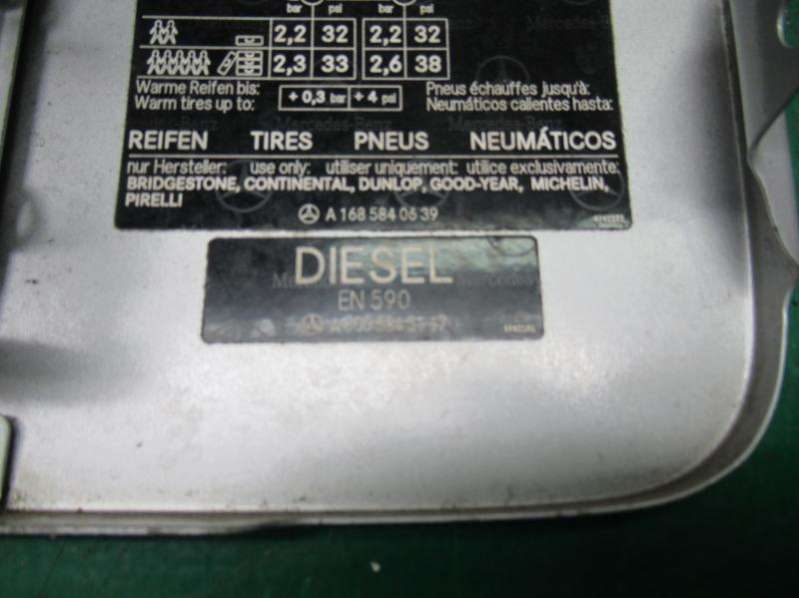 bar psi bar psi
2,2 32 2,2 32
2,3 33 2,6 38
Warme Reifen bis: Pneus échauffes jusqu'à:
Warm tires up to: + 0,3 bar + 4 psi Neumáticos calientes hasta:
REIFEN TIRES PNEUS NEUMÁTICOS
nur Hersteller: use only: utiliser uniquement: utilice exclusivamente:
BRIDGESTONE, CONTINENTAL, DUNLOP, GOOD-YEAR, MICHELIN,
PIRELLI
A 168 584 06 39
DIESEL
EN 590